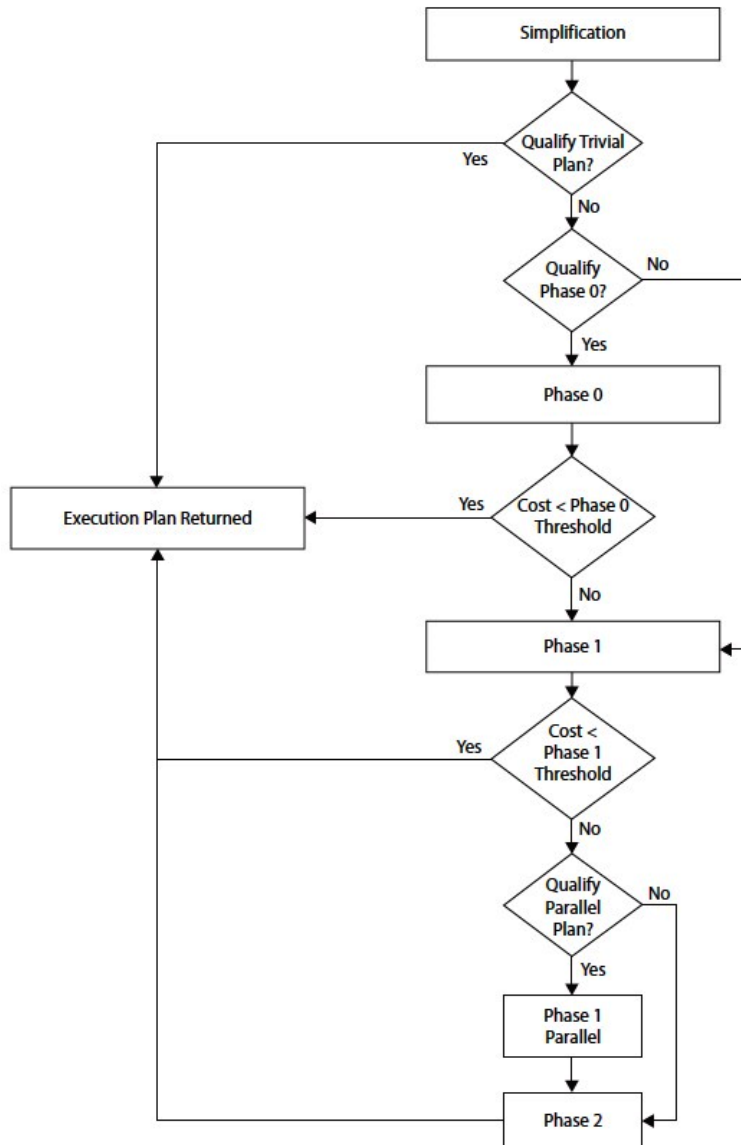 Simplification
Qualify Trivial
Plan?
Yes
No
Qualify
Phase 0?
No
Yes
Phase 0
Execution Plan Returned
Yes
Cost < Phase 0
Threshold
No
Phase 1
Yes
Cost <
Phase 1
Threshold
No
Qualify
Parallel
Plan?
No
Yes
Phase 1
Parallel
Phase 2